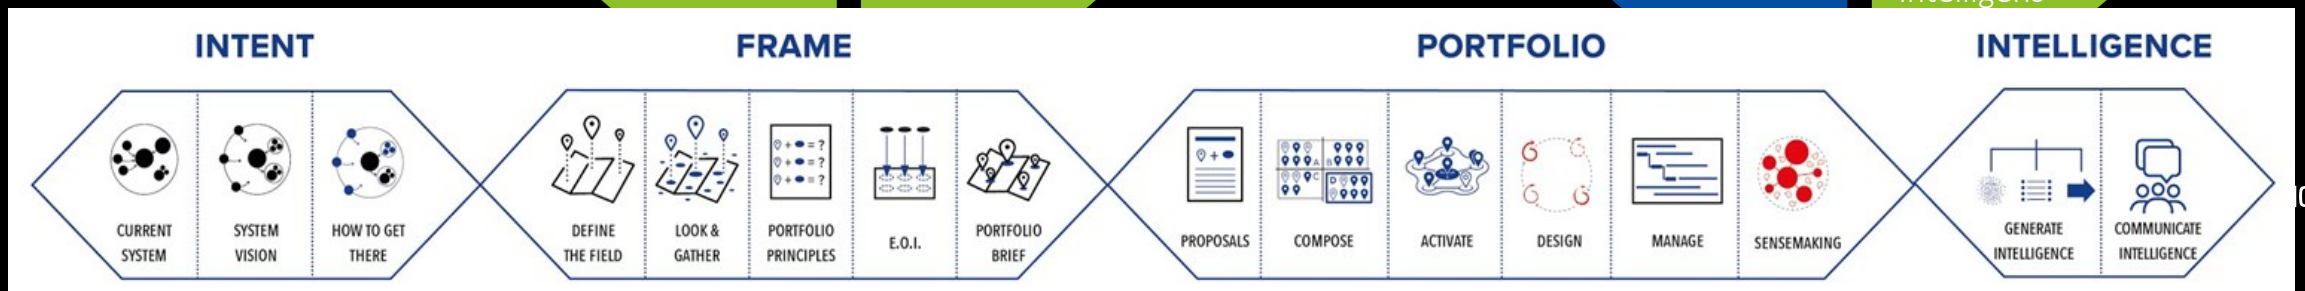 INTENT
FRAME
PORTFOLIO
INTELLIGENCE
CURRENT
SYSTEM
SYSTEM
VISION
HOW TO GET
THERE
DEFINE
THE FIELD
LOOK &
GATHER
= ?
= ?
= ?
PORTFOLIO
PRINCIPLES
E.O.I.
PORTFOLIO
BRIEF
PROPOSALS
A
B
C
D
COMPOSE
ACTIVATE
DESIGN
MANAGE
SENSEMAKING
GENERATE
INTELLIGENCE
COMMUNICATE
INTELLIGENCE